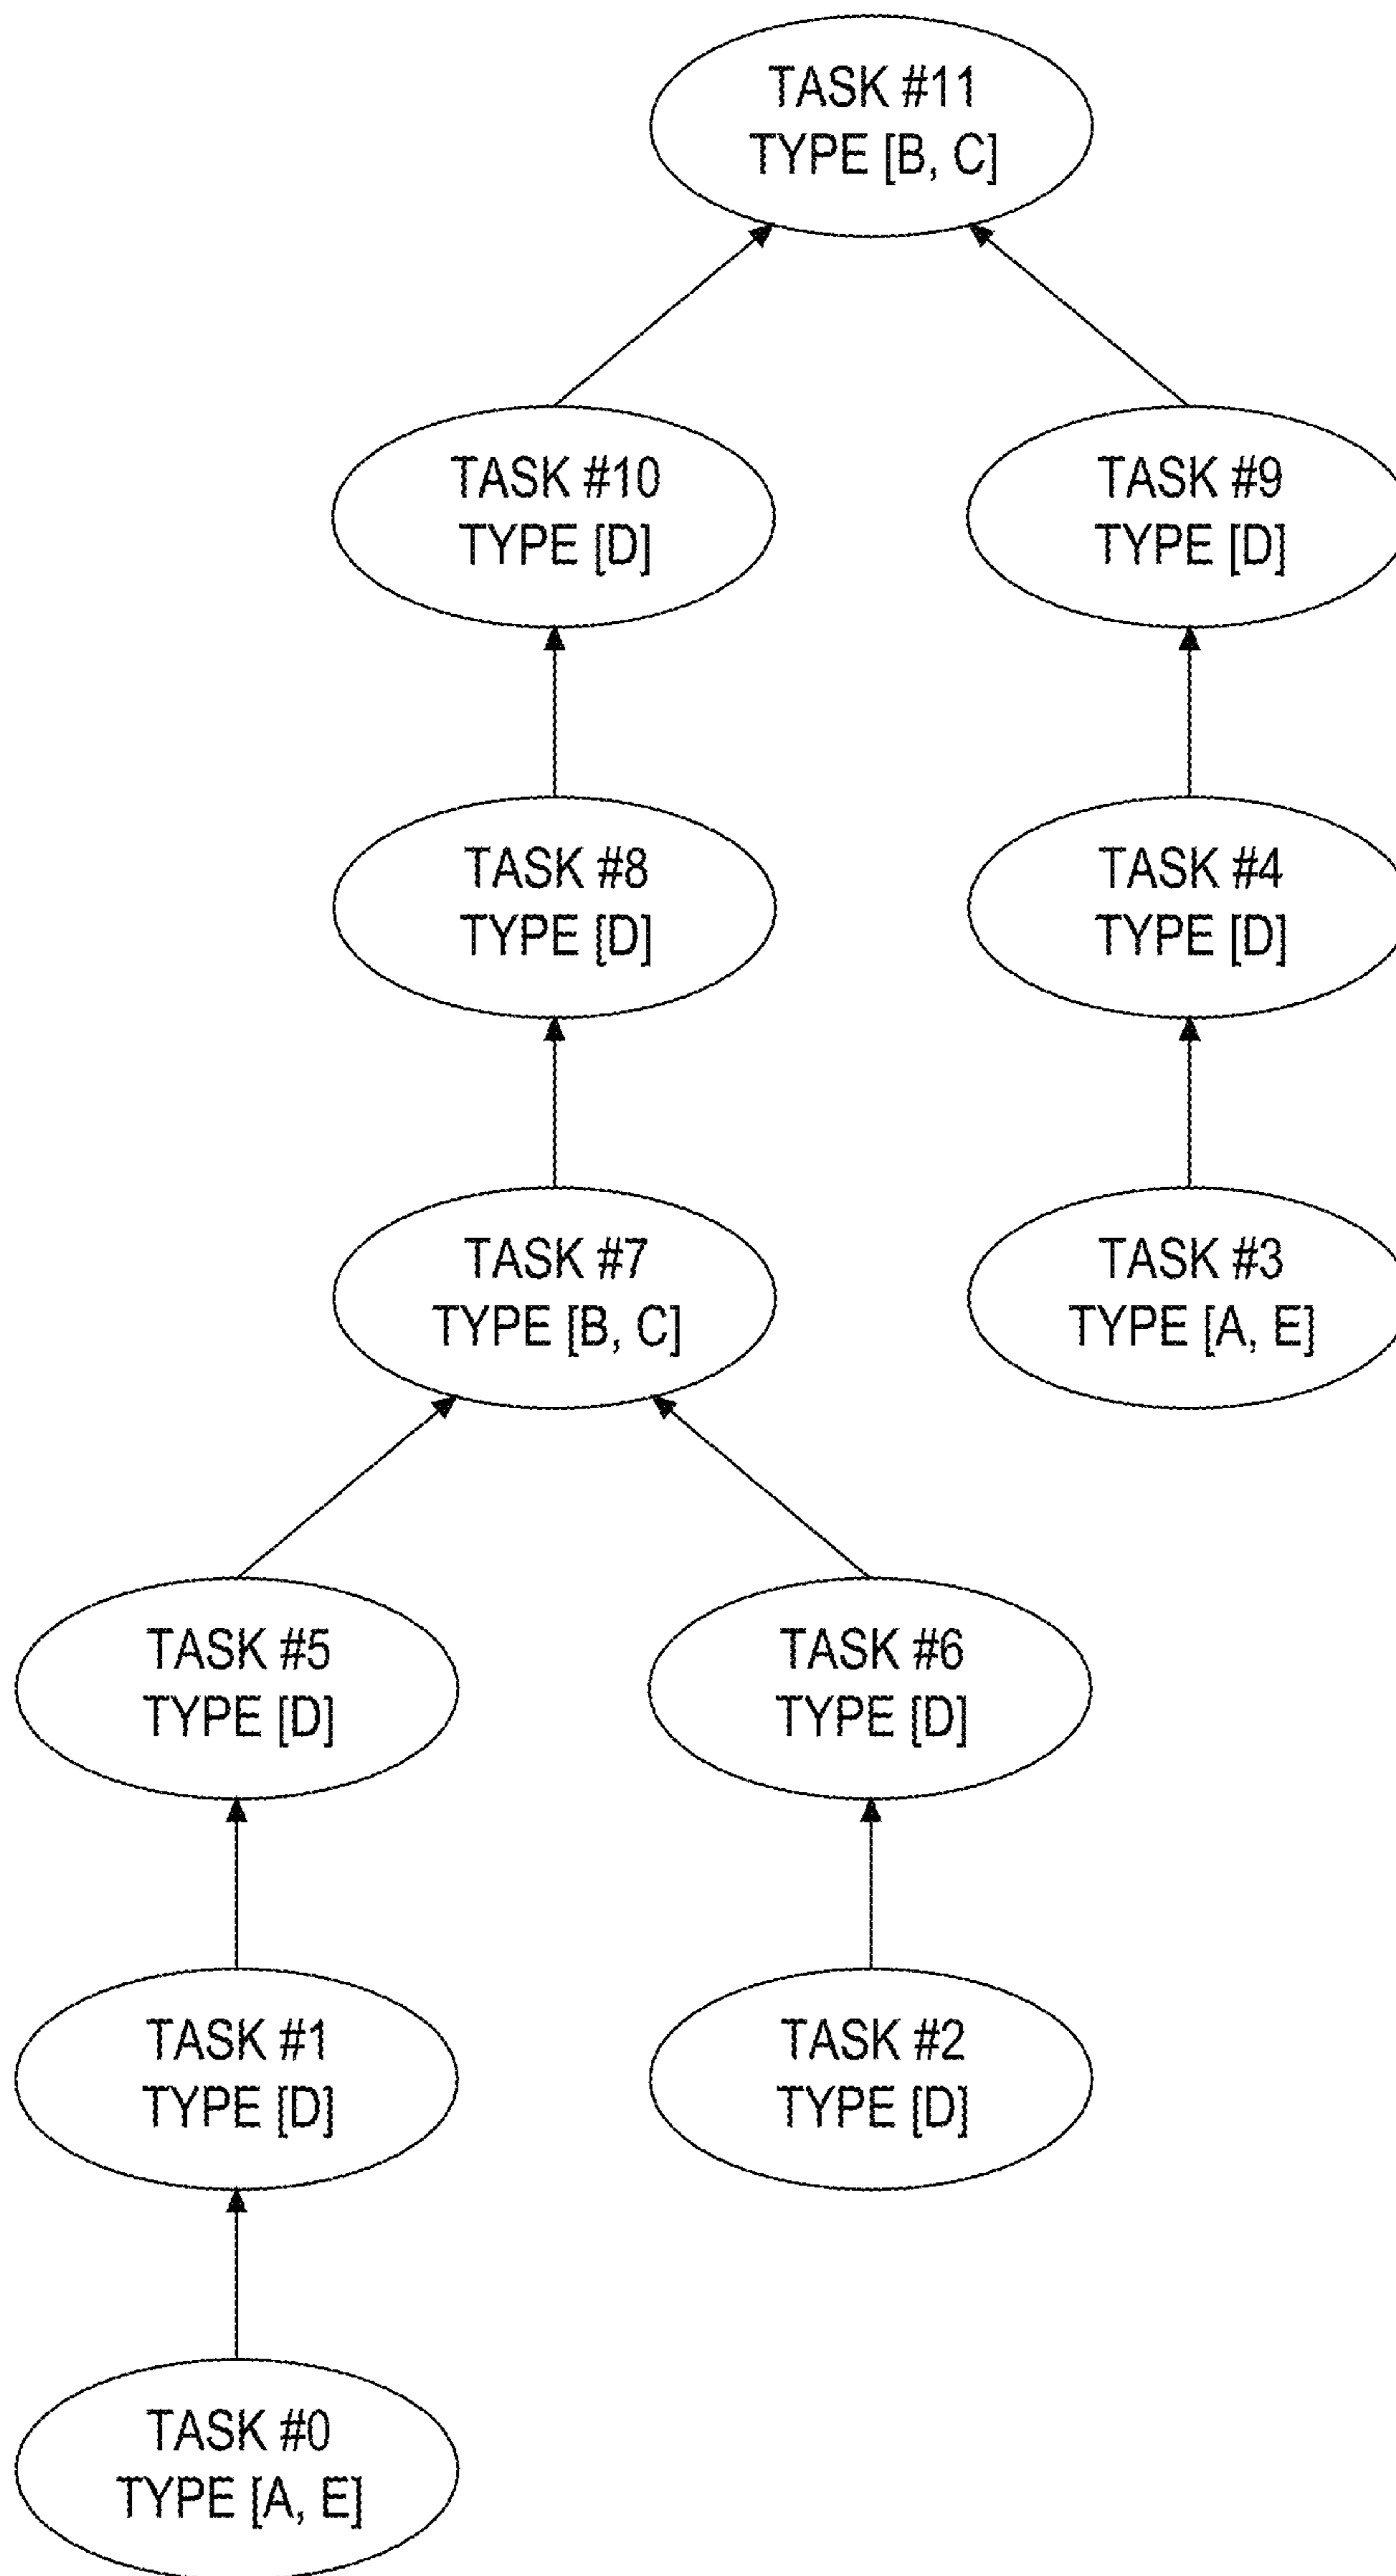 TASK #11
TYPE [B, C]
TASK #10
TYPE [D]
TASK #9
TYPE [D]
TASK #8
TYPE [D]
TASK #4
TYPE [D]
TASK #7
TYPE [B, C]
TASK #3
TYPE [A, E]
TASK #5
TYPE [D]
TASK #6
TYPE [D]
TASK #1
TYPE [D]
TASK #2
TYPE [D]
TASK #0
TYPE [A, E]